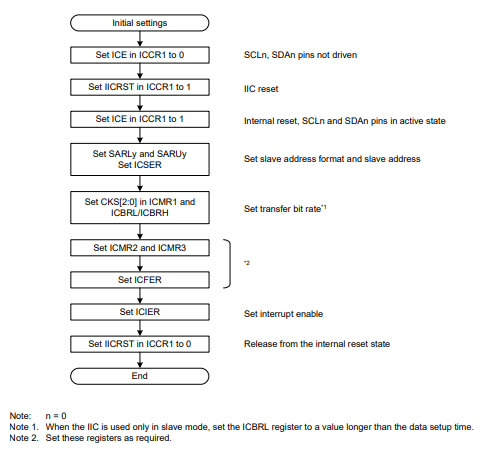 Initial settings
Set ICE in ICCR1 to 0
SCLn, SDAn pins not driven
Set IICRST in ICCR1 to 1
IIC reset
Set ICE in ICCR1 to 1
Internal reset, SCLn and SDAn pins in active state
Set SARLy and SARUy
Set ICSER
Set slave address format and slave address
Set CKS[2:0] in ICMR1 and
ICBRL/ICBRH
Set transfer bit rate*1
Set ICMR2 and ICMR3
*2
Set ICFER
Set ICIER
Set interrupt enable
Set IICRST in ICCR1 to 0
Release from the internal reset state
End
Note: n = 0
Note 1. When the IIC is used only in slave mode, set the ICBRL register to a value longer than the data setup time.
Note 2. Set these registers as required.